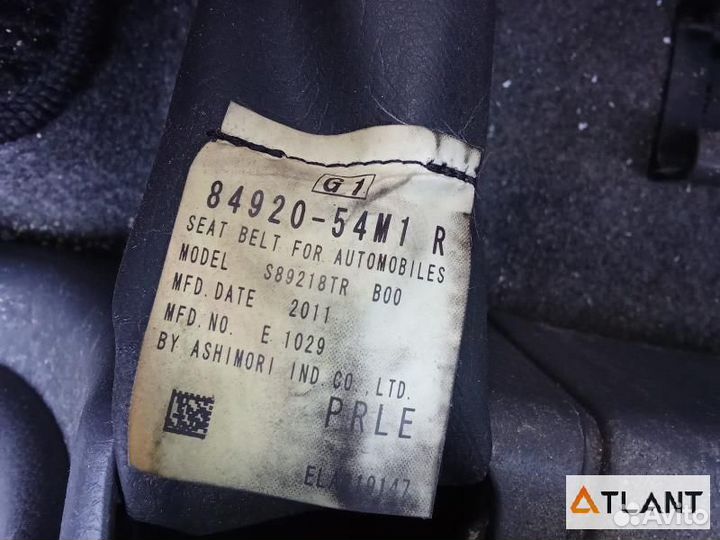 G1
84920-54M1 R
SEAT BELT FOR AUTOMOBILES
MODEL S89218TR B00
MFD. DATE 2011
MFD. NO. E 1029
BY ASHIMORI IND CO., LTD.
PRLE
ATLANT
Avito